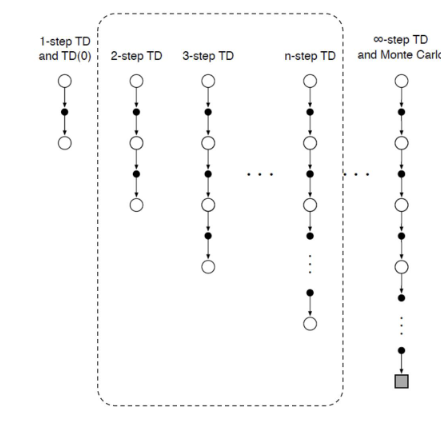 1-step TD
and TD(0)
2-step TD
3-step TD
n-step TD
∞-step TD
and Monte Carlo